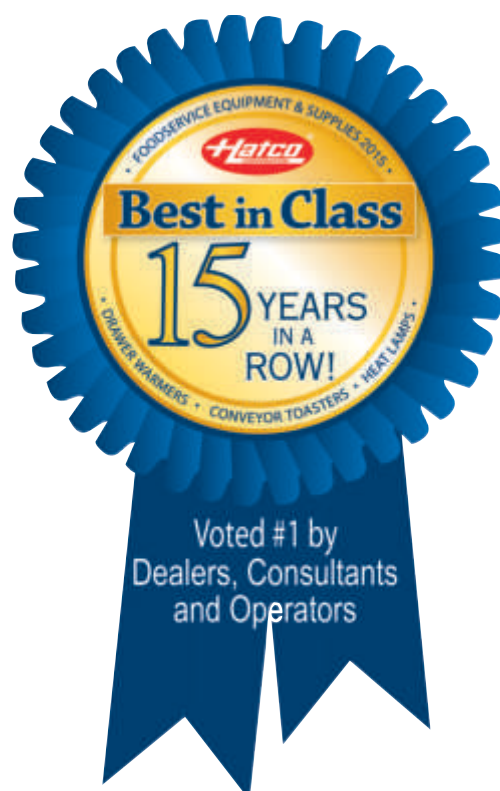 • FOODSERVICE EQUIPMENT & SUPPLIES 2016 •
Hatco
Best in Class
15 YEARS
IN A
ROW!
• DRAWER WARMERS • CONVEYOR TOASTERS • HEAT LAMPS •
Voted #1 by
Dealers, Consultants
and Operators